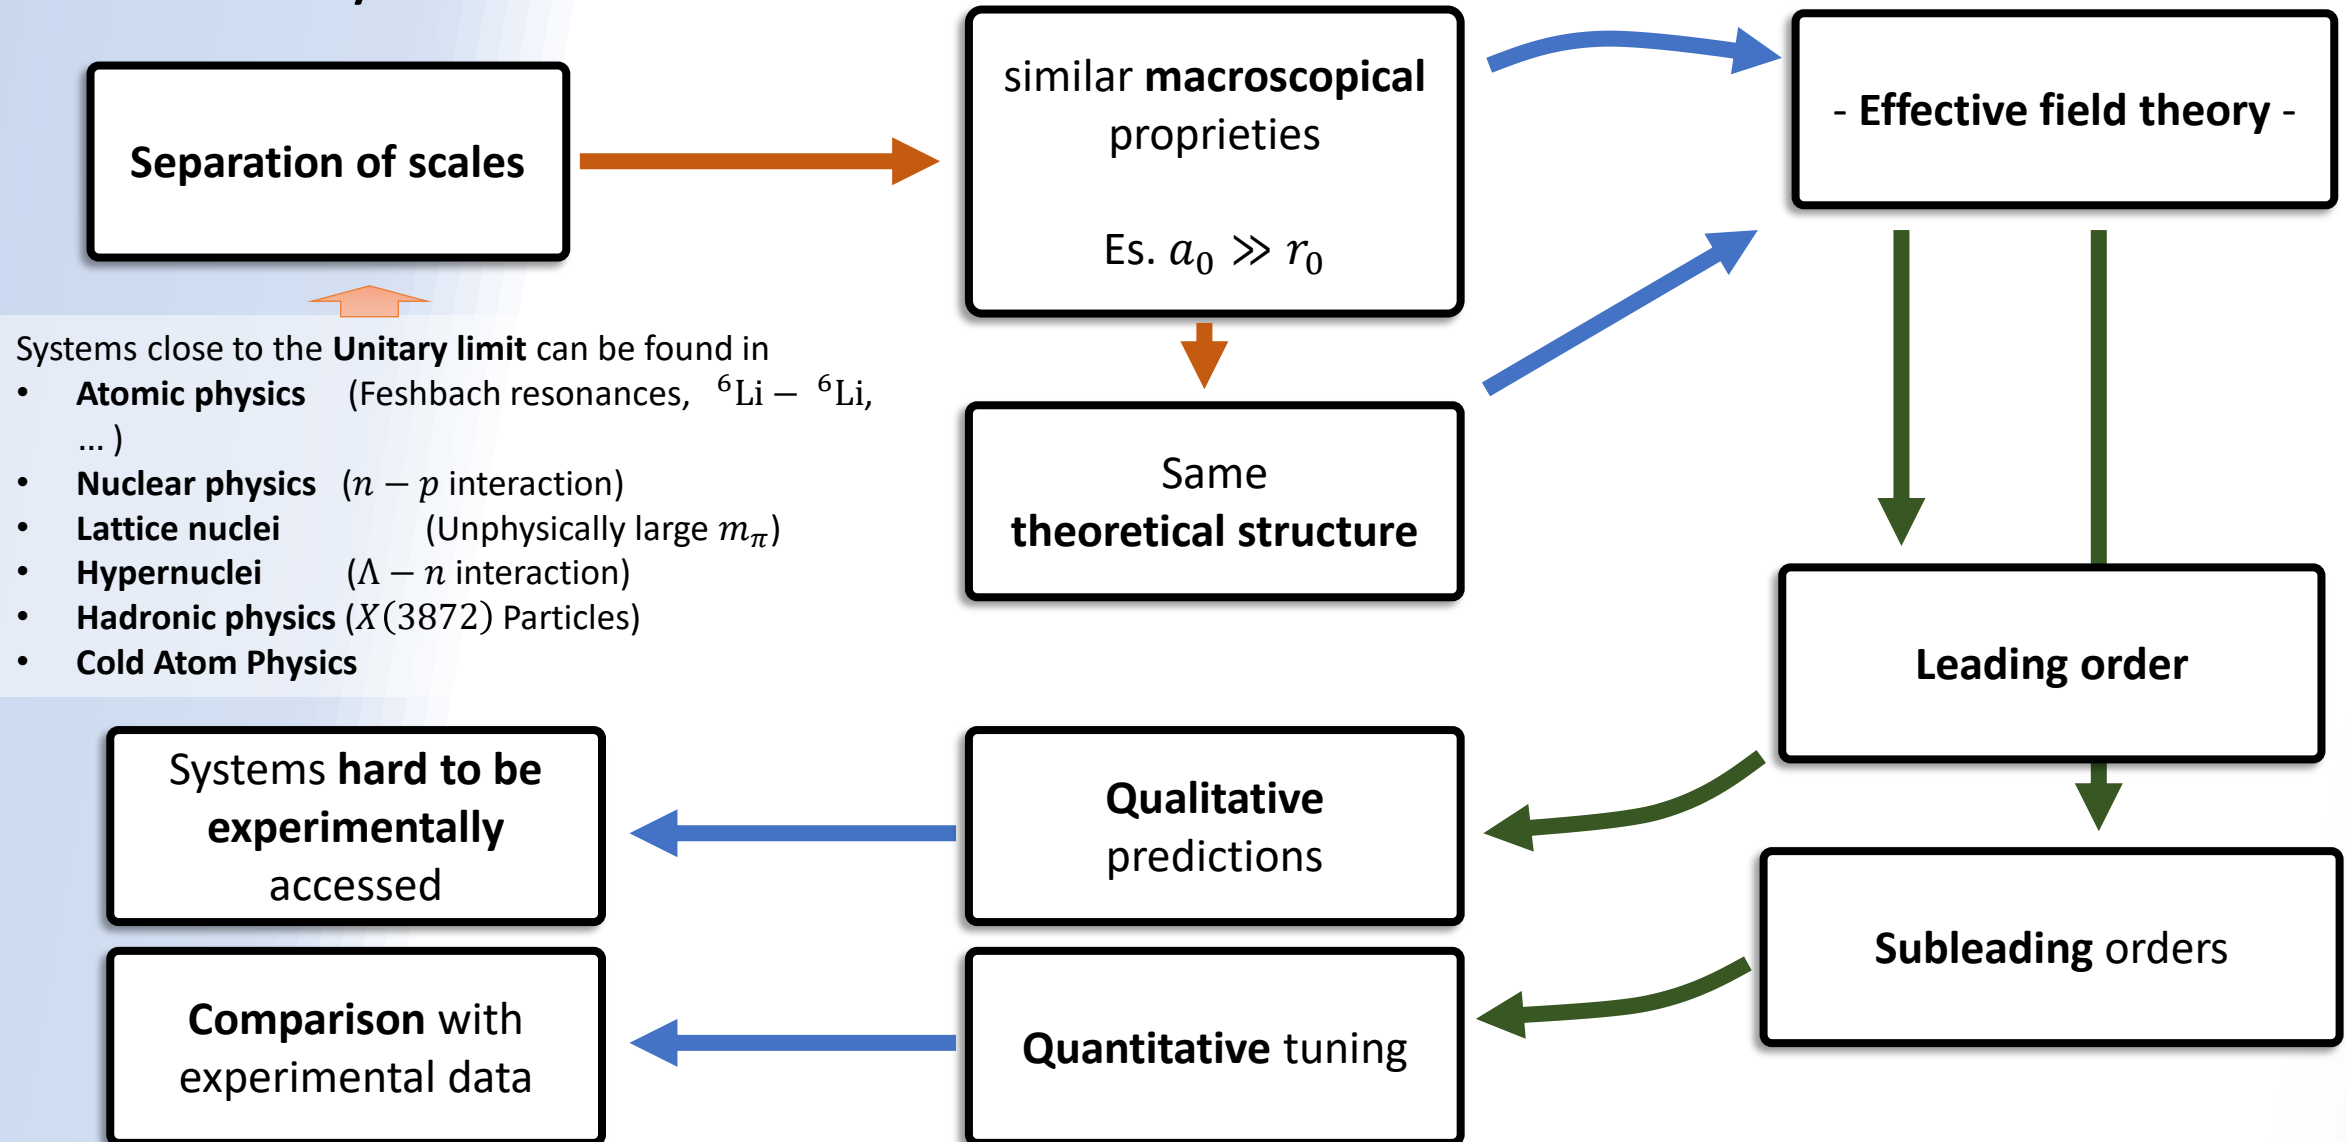 Separation of scales
similar macroscopical
proprieties
Es. a₀ ≫ r₀
- Effective field theory -
Systems close to the Unitary limit can be found in
• Atomic physics (Feshbach resonances, ⁶Li − ⁶Li,
... )
• Nuclear physics (n − p interaction)
• Lattice nuclei (Unphysically large m_π)
• Hypernuclei (Λ − n interaction)
• Hadronic physics (X(3872) Particles)
• Cold Atom Physics
Same
theoretical structure
Leading order
Systems hard to be
experimentally
accessed
Qualitative
predictions
Subleading orders
Comparison with
experimental data
Quantitative tuning